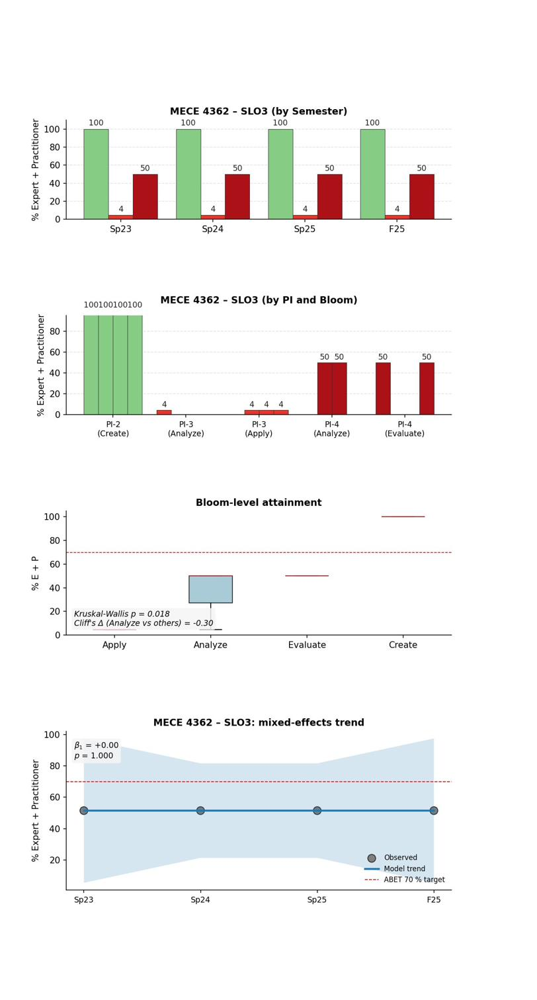 MECE 4362 – SLO3 (by Semester)
% Expert + Practitioner
100
80
60
40
20
0
100 4 50 100 4 50 100 4 50 100 4 50
Sp23 Sp24 Sp25 F25
MECE 4362 – SLO3 (by PI and Bloom)
% Expert + Practitioner
80
60
40
20
0
100 100 100 100 4 4 4 4 50 50 50 50
PI-2 PI-3 PI-3 PI-4 PI-4
(Create) (Analyze) (Apply) (Analyze) (Evaluate)
Bloom-level attainment
% E + P
100
80
60
40
20
0
Kruskal-Wallis p = 0.018
Cliff's Δ (Analyze vs others) = -0.30
Apply Analyze Evaluate Create
MECE 4362 – SLO3: mixed-effects trend
% Expert + Practitioner
100
80
60
40
20
β₁ = +0.00
p = 1.000
Observed
Model trend
ABET 70 % target
Sp23 Sp24 Sp25 F25